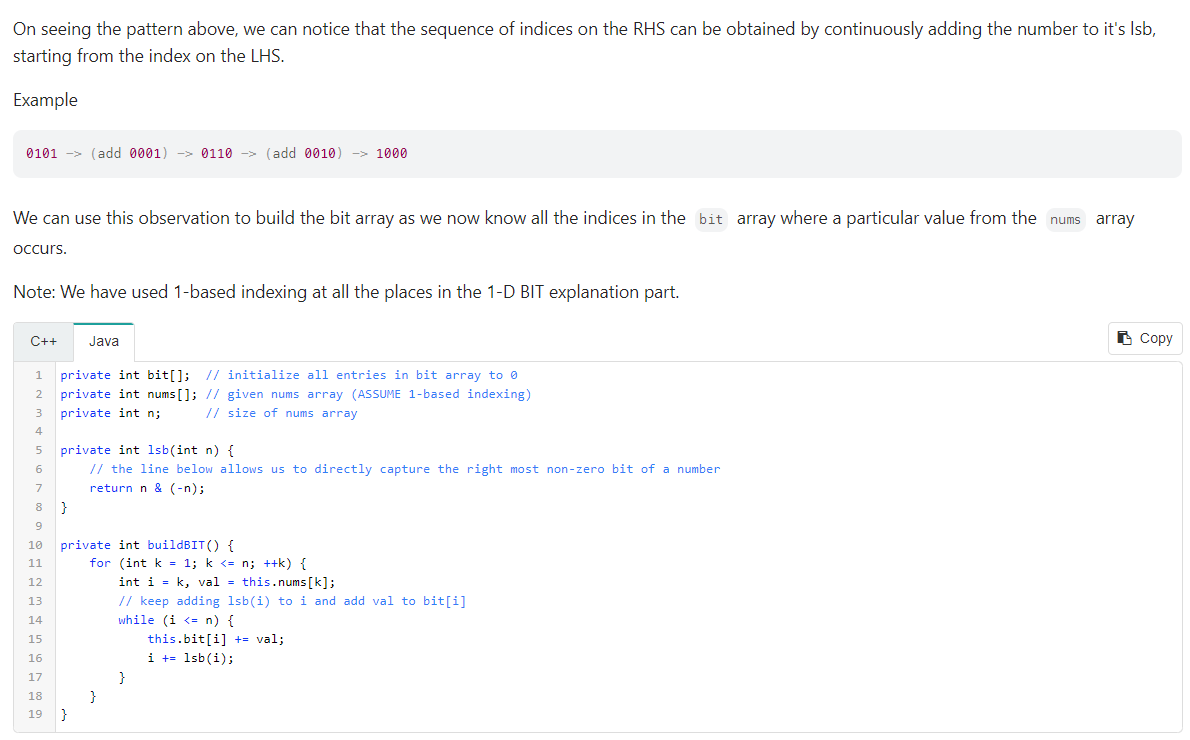 On seeing the pattern above, we can notice that the sequence of indices on the RHS can be obtained by continuously adding the number to it's lsb,
starting from the index on the LHS.
Example
0101 -> (add 0001) -> 0110 -> (add 0010) -> 1000
We can use this observation to build the bit array as we now know all the indices in the bit array where a particular value from the nums array
occurs.
Note: We have used 1-based indexing at all the places in the 1-D BIT explanation part.
C++ Java Copy
1 private int bit[]; // initialize all entries in bit array to 0
2 private int nums[]; // given nums array (ASSUME 1-based indexing)
3 private int n; // size of nums array
4
5 private int lsb(int n) {
6 // the line below allows us to directly capture the right most non-zero bit of a number
7 return n & (-n);
8 }
9
10 private int buildBIT() {
11 for (int k = 1; k <= n; ++k) {
12 int i = k, val = this.nums[k];
13 // keep adding lsb(i) to i and add val to bit[i]
14 while (i <= n) {
15 this.bit[i] += val;
16 i += lsb(i);
17 }
18 }
19 }